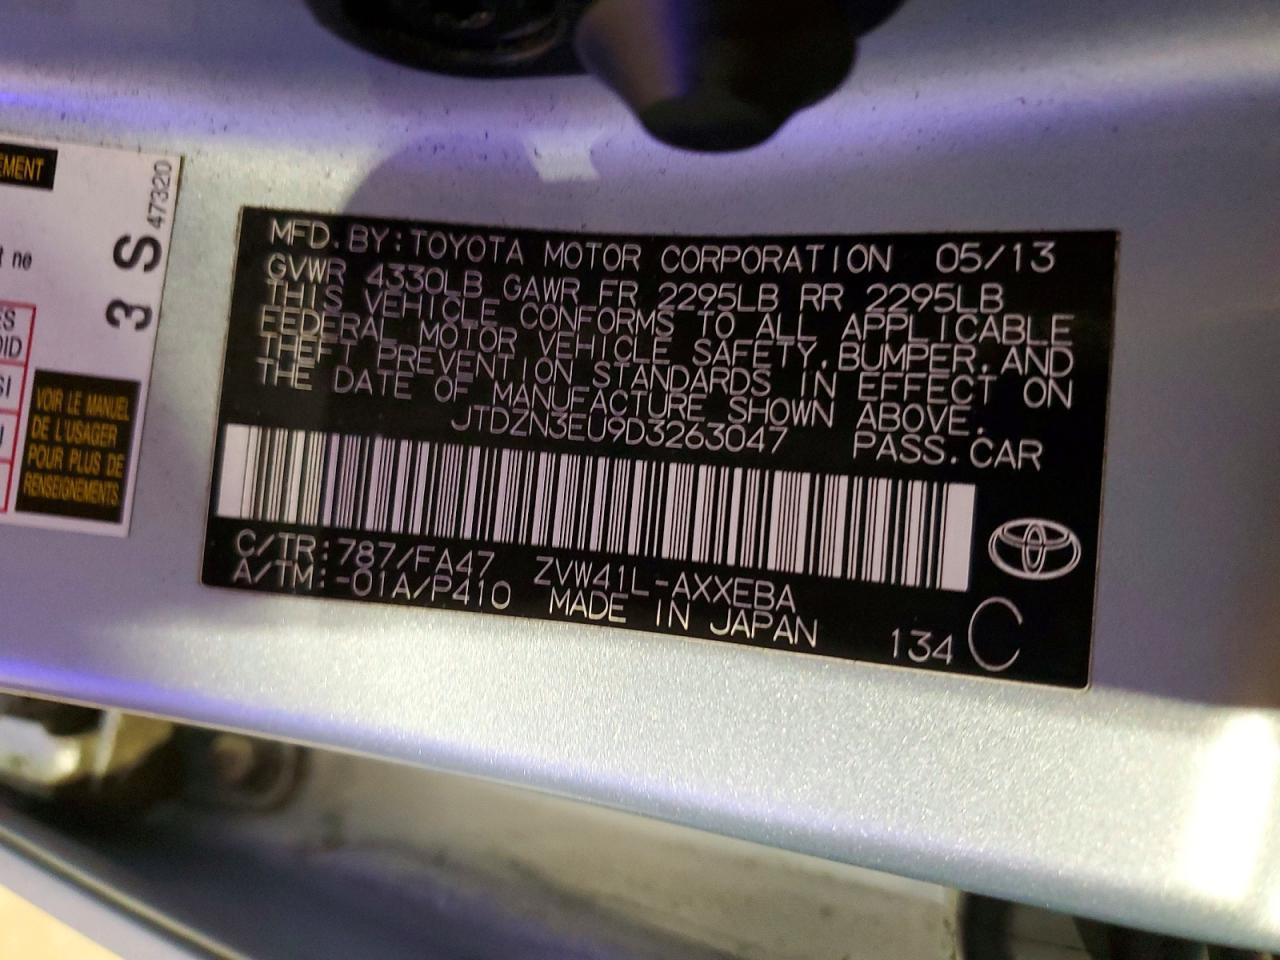 EMENT
47320
3 S
t ne
ES
OID
SI
VOIR LE MANUEL
DE L'USAGER
POUR PLUS DE
RENSEIGNEMENTS
MFD.BY:TOYOTA MOTOR CORPORATION 05/13
GVWR 4330LB GAWR FR 2295LB RR 2295LB
THIS VEHICLE CONFORMS TO ALL APPLICABLE
FEDERAL MOTOR VEHICLE SAFETY,BUMPER,AND
THEFT PREVENTION STANDARDS IN EFFECT ON
THE DATE OF MANUFACTURE SHOWN ABOVE.
JTDZN3EU9D3263047 PASS.CAR
C/TR:787/FA47 ZVW41L-AXXEBA
A/TM:-01A/P410 MADE IN JAPAN
134 C